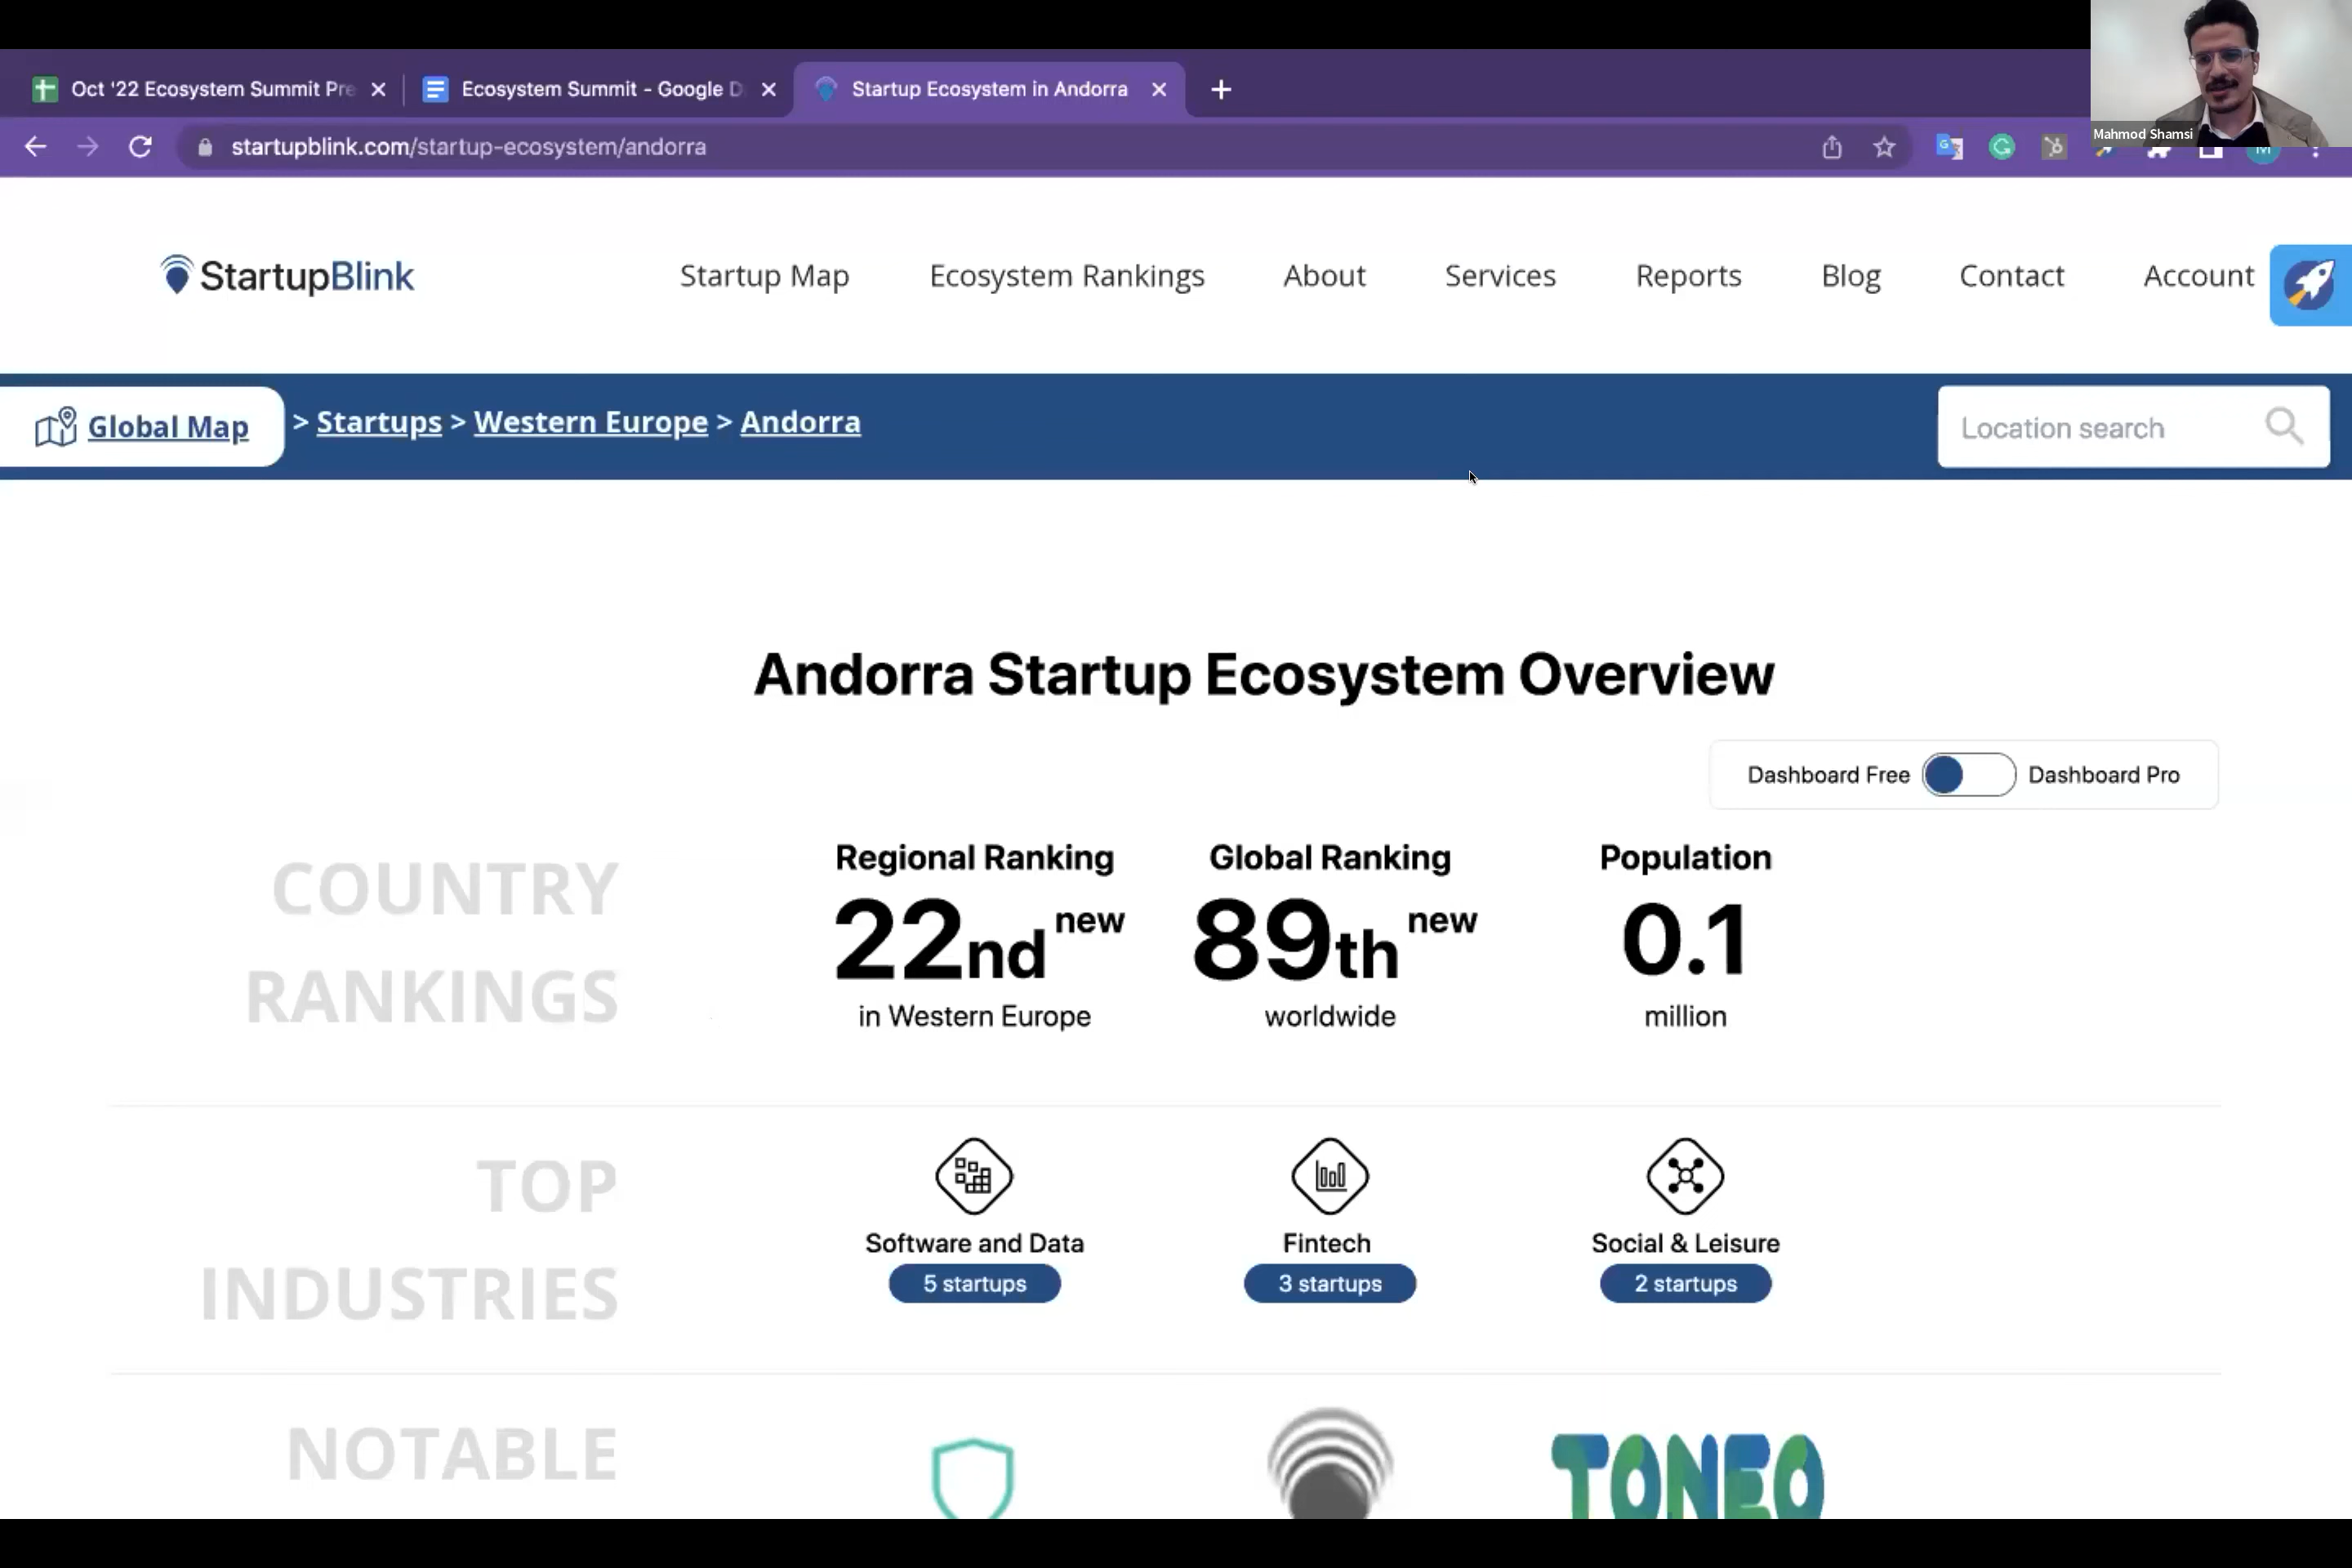 Oct '22 Ecosystem Summit Pre
Ecosystem Summit - Google D
Startup Ecosystem in Andorra
startupblink.com/startup-ecosystem/andorra
Mahmod Shamsi
StartupBlink
Startup Map
Ecosystem Rankings
About
Services
Reports
Blog
Contact
Account
Global Map > Startups > Western Europe > Andorra
Location search
Andorra Startup Ecosystem Overview
Dashboard Free
Dashboard Pro
COUNTRY
RANKINGS
Regional Ranking
22nd new
in Western Europe
Global Ranking
89th new
worldwide
Population
0.1
million
TOP
INDUSTRIES
Software and Data
5 startups
Fintech
3 startups
Social & Leisure
2 startups
NOTABLE
TONEO